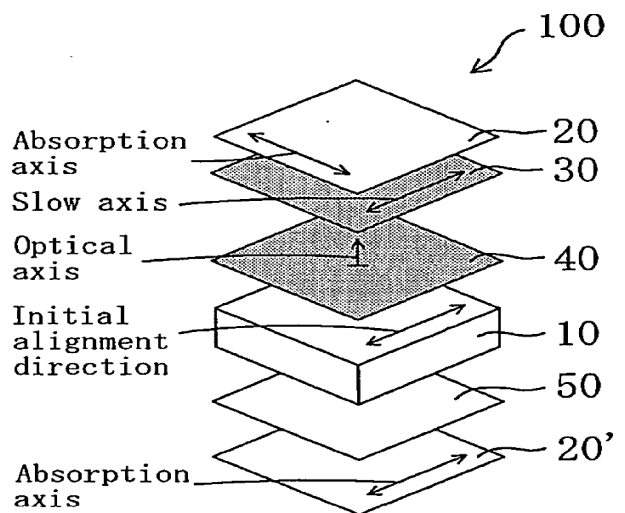 100
Absorption
axis
20
30
Slow axis
Optical
axis
40
Initial
alignment
direction
10
50
Absorption
axis
20'